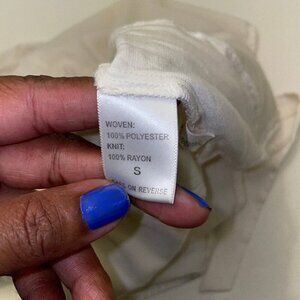 WOVEN:
100% POLYESTER
KNIT:
100% RAYON
S
ON REVERSE